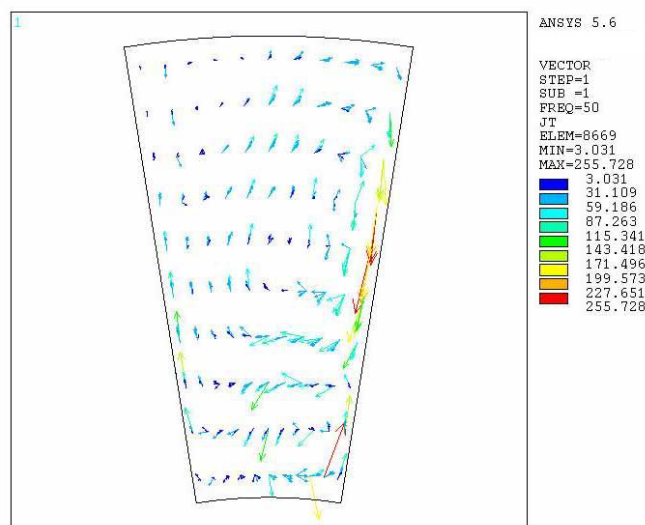 1
ANSYS 5.6
VECTOR
STEP=1
SUB =1
FREQ=50
JT
ELEM=8669
MIN=3.031
MAX=255.728
3.031
31.109
59.186
87.263
115.341
143.418
171.496
199.573
227.651
255.728